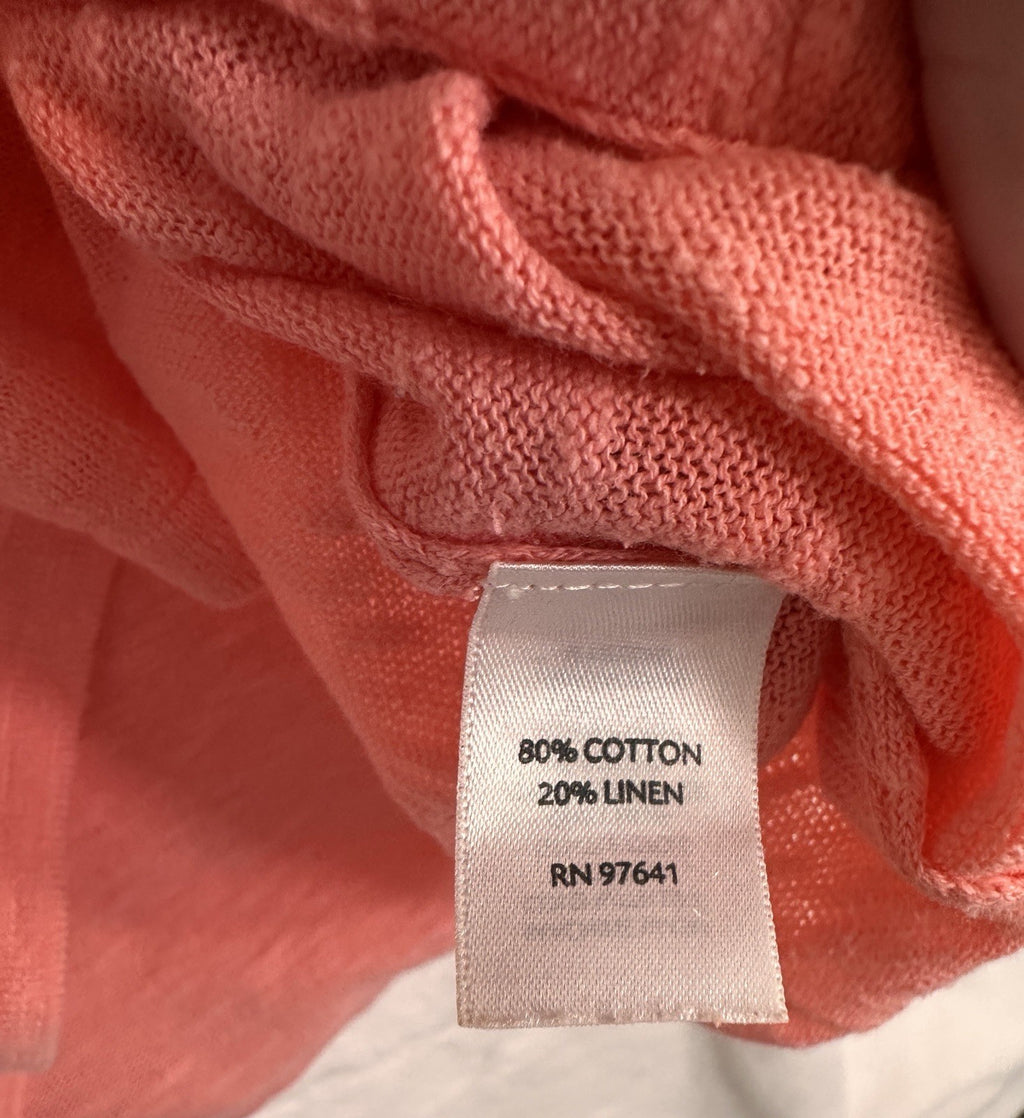 80% COTTON
20% LINEN
RN 97641